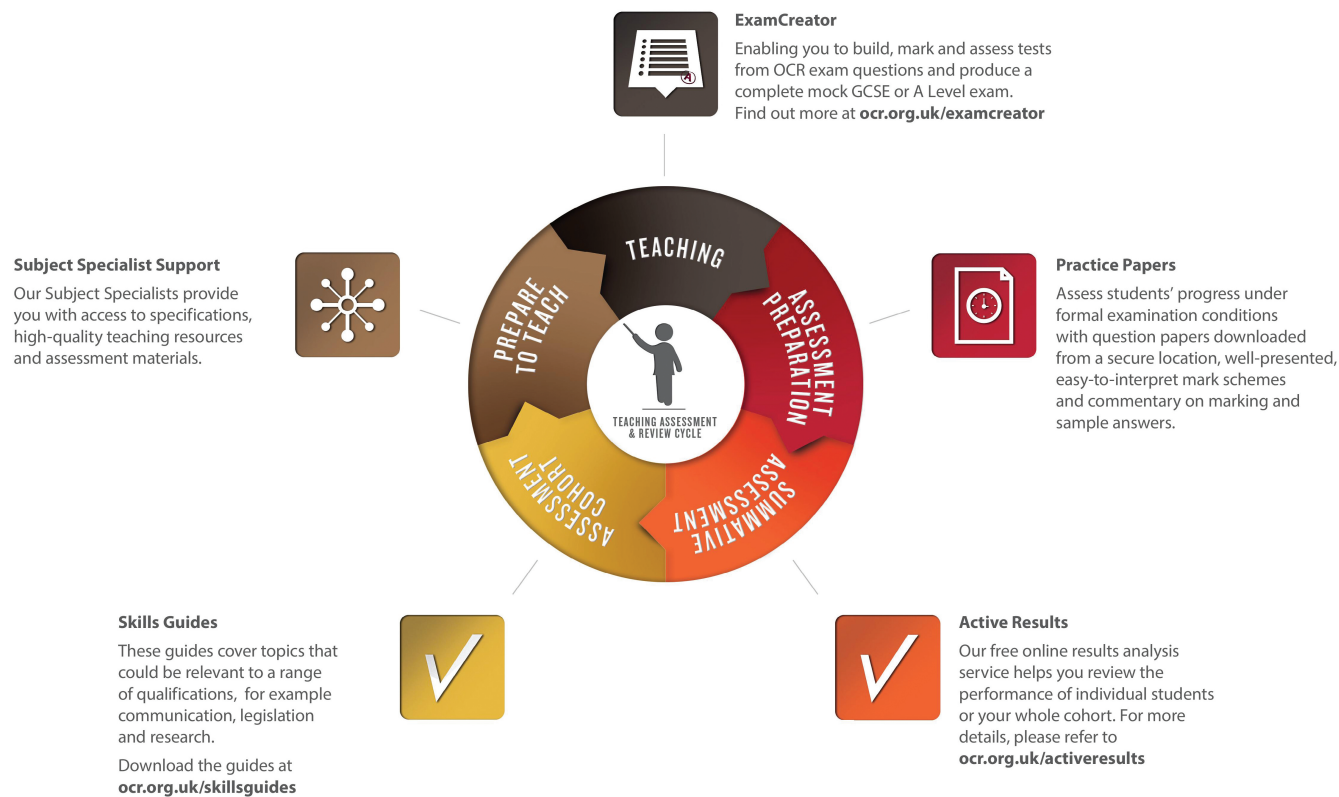 ExamCreator
Enabling you to build, mark and assess tests
from OCR exam questions and produce a
complete mock GCSE or A Level exam.
Find out more at ocr.org.uk/examcreator
Subject Specialist Support
Our Subject Specialists provide
you with access to specifications,
high-quality teaching resources
and assessment materials.
TEACHING
PREPARE
TO TEACH
ASSESSMENT
PREPARATION
SUMMATIVE
ASSESSMENT
ASSESSMENT
COHORT
TEACHING ASSESSMENT
& REVIEW CYCLE
A
Practice Papers
Assess students’ progress under
formal examination conditions
with question papers downloaded
from a secure location, well-presented,
easy-to-interpret mark schemes
and commentary on marking and
sample answers.
Skills Guides
These guides cover topics that
could be relevant to a range
of qualifications, for example
communication, legislation
and research.
Download the guides at
ocr.org.uk/skillsguides
Active Results
Our free online results analysis
service helps you review the
performance of individual students
or your whole cohort. For more
details, please refer to
ocr.org.uk/activeresults